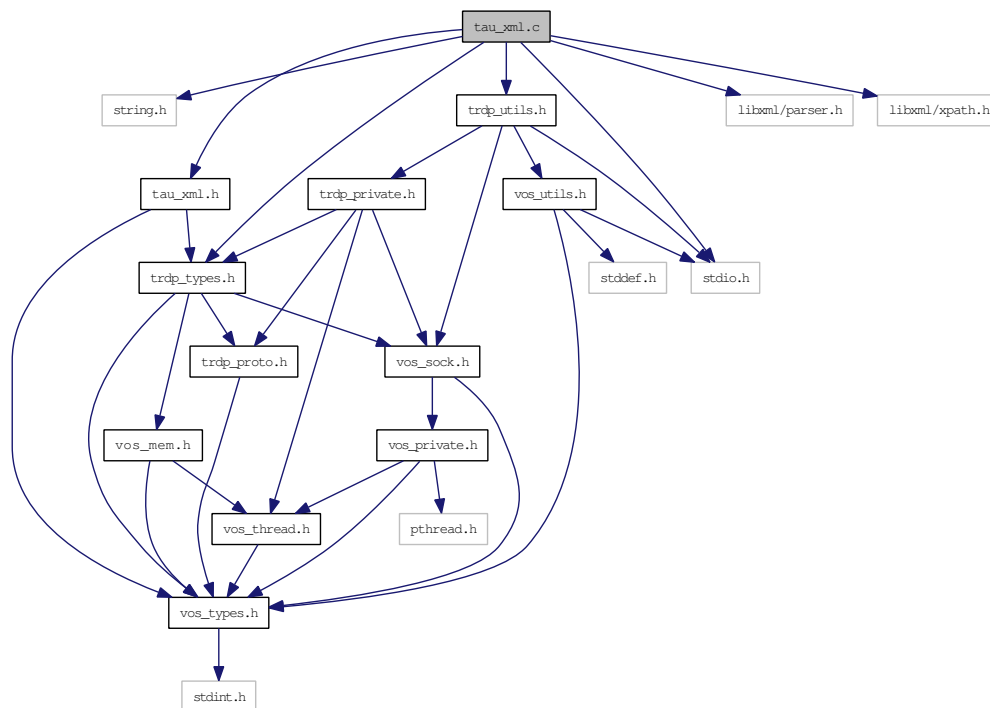 tau_xml.c
string.h
trdp_utils.h
libxml/parser.h
libxml/xpath.h
tau_xml.h
trdp_private.h
vos_utils.h
trdp_types.h
stddef.h
stdio.h
trdp_proto.h
vos_sock.h
vos_mem.h
vos_private.h
vos_thread.h
pthread.h
vos_types.h
stdint.h